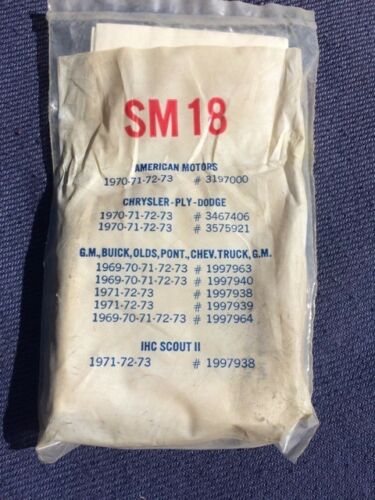 SM 18
AMERICAN MOTORS
1970-71-72-73 # 3197000
CHRYSLER-PLY-DODGE
1970-71-72-73 # 3467406
1970-71-72-73 # 3575921
G.M.,BUICK,OLDS,PONT.,CHEV.TRUCK,G.M.
1969-70-71-72-73 # 1997963
1969-70-71-72-73 # 1997940
1971-72-73 # 1997938
1971-72-73 # 1997939
1969-70-71-72-73 # 1997964
IHC SCOUT II
1971-72-73 # 1997938